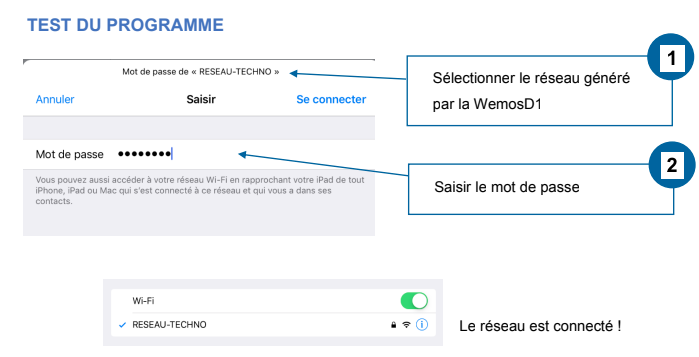 TEST DU PROGRAMME
Mot de passe de « RESEAU-TECHNO »
Annuler
Saisir
Se connecter
Mot de passe ●●●●●●●●
Vous pouvez aussi accéder à votre réseau Wi-Fi en rapprochant votre iPad de tout
iPhone, iPad ou Mac qui s'est connecté à ce réseau et qui vous a dans ses
contacts.
1
Sélectionner le réseau généré
par la WemosD1
2
Saisir le mot de passe
Wi-Fi
RESEAU-TECHNO
Le réseau est connecté !